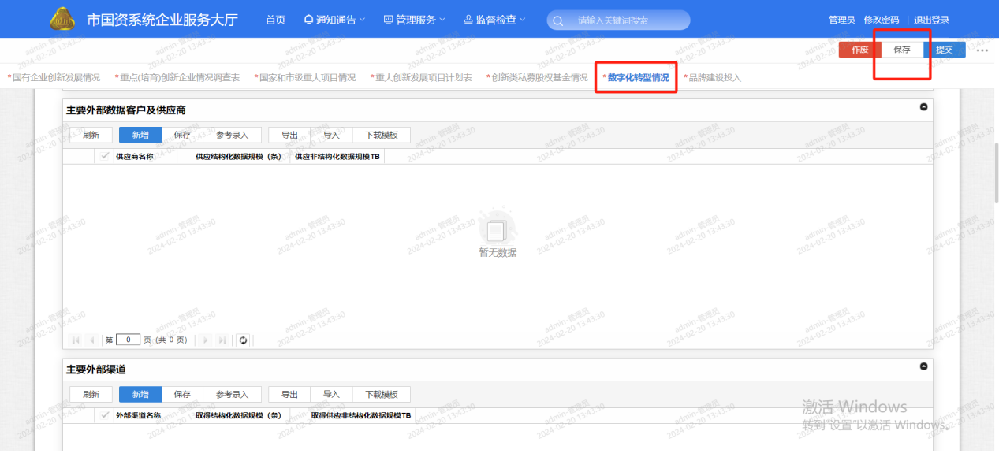 市国资系统企业服务大厅 首页 通知通告 管理服务 监督检查 请输入关键词搜索 管理员 修改密码 | 退出登录
作废 保存 提交 •••
*国有企业创新发展情况 *重点(培育)创新企业情况调查表 *国家和市级重大项目情况 *重大创新发展项目计划表 *创新类私募股权基金情况 *数字化转型情况 *品牌建设投入
主要外部数据客户及供应商
刷新 新增 保存 参考录入 导出 导入 下载模板
供应商名称 供应结构化数据规模（条） 供应非结构化数据规模TB
暂无数据
第 0 页 (共 0 页)
主要外部渠道
刷新 新增 保存 参考录入 导出 导入 下载模板
外部渠道名称 取得结构化数据规模（条） 取得供应非结构化数据规模TB
激活 Windows
转到"设置"以激活 Windows。
admin-管理员
2024-02-20 13:43:30